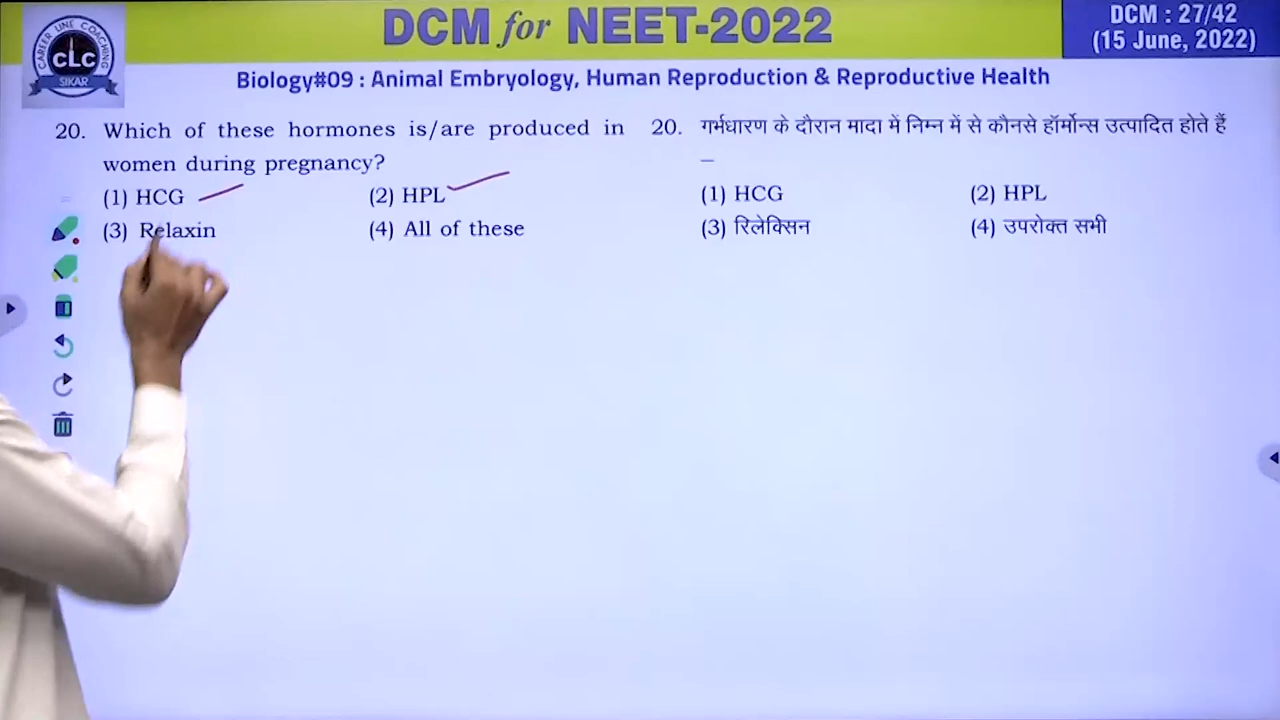 CAREER LINE COACHING
CLC
SIKAR
DCM for NEET-2022
DCM : 27/42
(15 June, 2022)
Biology#09 : Animal Embryology, Human Reproduction & Reproductive Health
20. Which of these hormones is/are produced in
women during pregnancy?
(1) HCG (2) HPL
(3) Relaxin (4) All of these
20. गर्भधारण के दौरान मादा में निम्न में से कौनसे हॉर्मोन्स उत्पादित होते हैं
–
(1) HCG (2) HPL
(3) रिलेक्सिन (4) उपरोक्त सभी